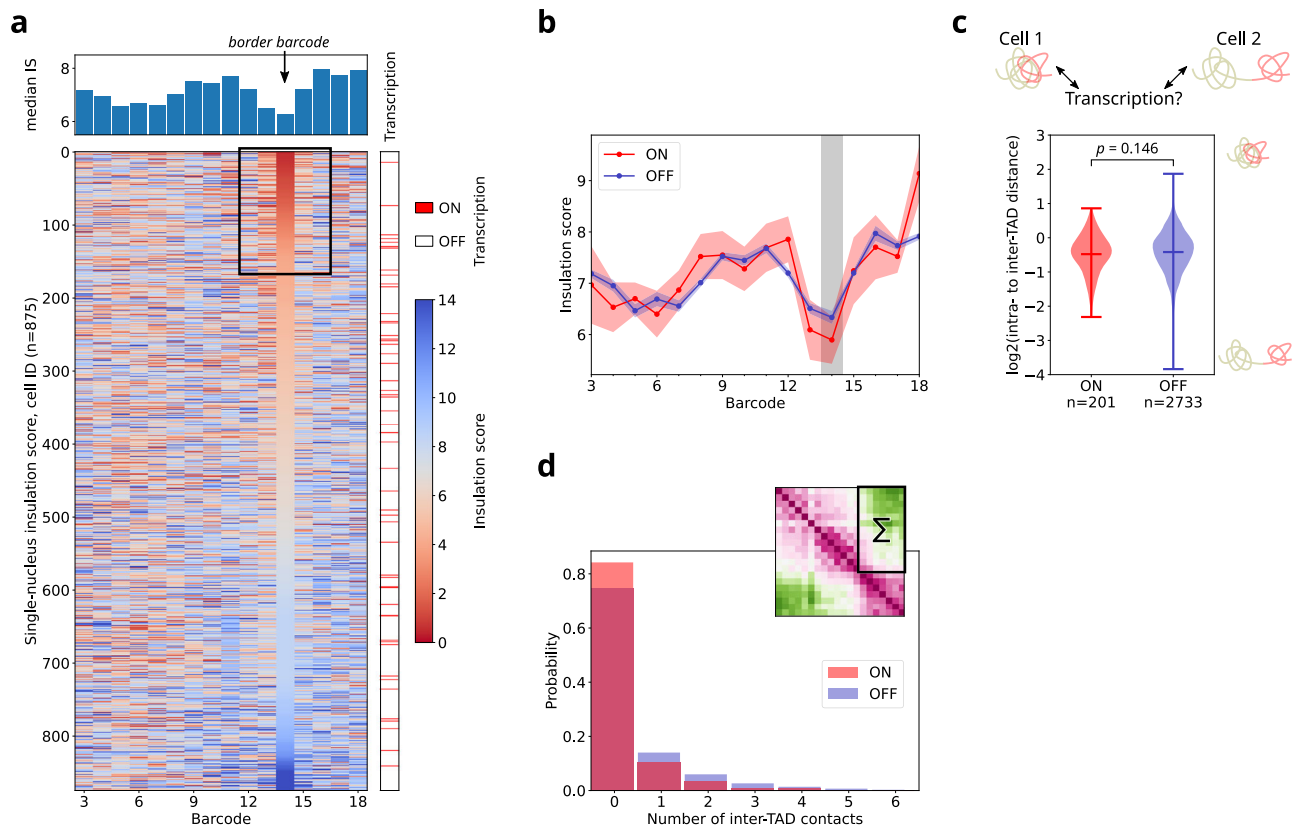 a
border barcode
median IS
8
6
Transcription
Single-nucleus insulation score, cell ID (n=875)
0
100
200
300
400
500
600
700
800
3
6
9
12
15
18
Barcode
ON
OFF
Transcription
14
12
10
8
6
4
2
0
Insulation score
b
ON
OFF
Insulation score
9
8
7
6
3
6
9
12
15
18
Barcode
c
Cell 1
Cell 2
Transcription?
log2(intra- to inter-TAD distance)
3
2
1
0
−1
−2
−3
−4
p = 0.146
ON
n=201
OFF
n=2733
d
Σ
Probability
0.8
0.6
0.4
0.2
0.0
ON
OFF
0
1
2
3
4
5
6
Number of inter-TAD contacts